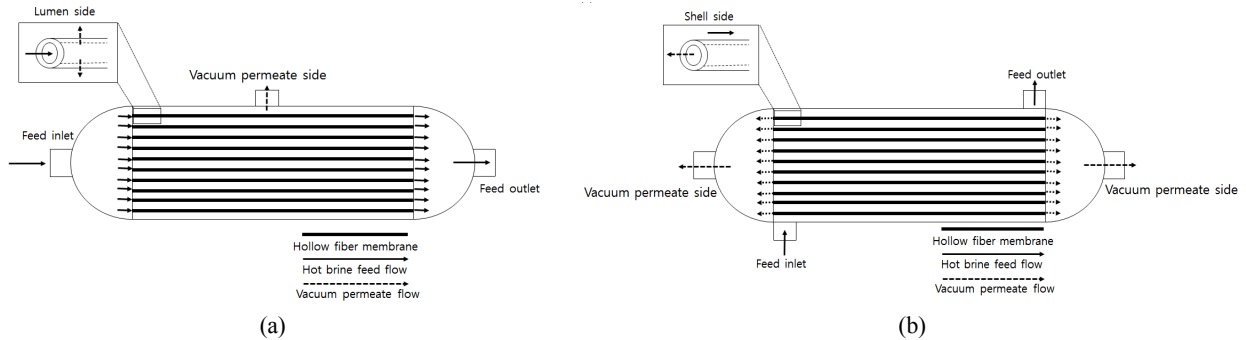 Lumen side
Vacuum permeate side
Feed inlet
Feed outlet
Hollow fiber membrane
Hot brine feed flow
Vacuum permeate flow
(a)
Shell side
Feed outlet
Vacuum permeate side
Vacuum permeate side
Feed inlet
Hollow fiber membrane
Hot brine feed flow
Vacuum permeate flow
(b)